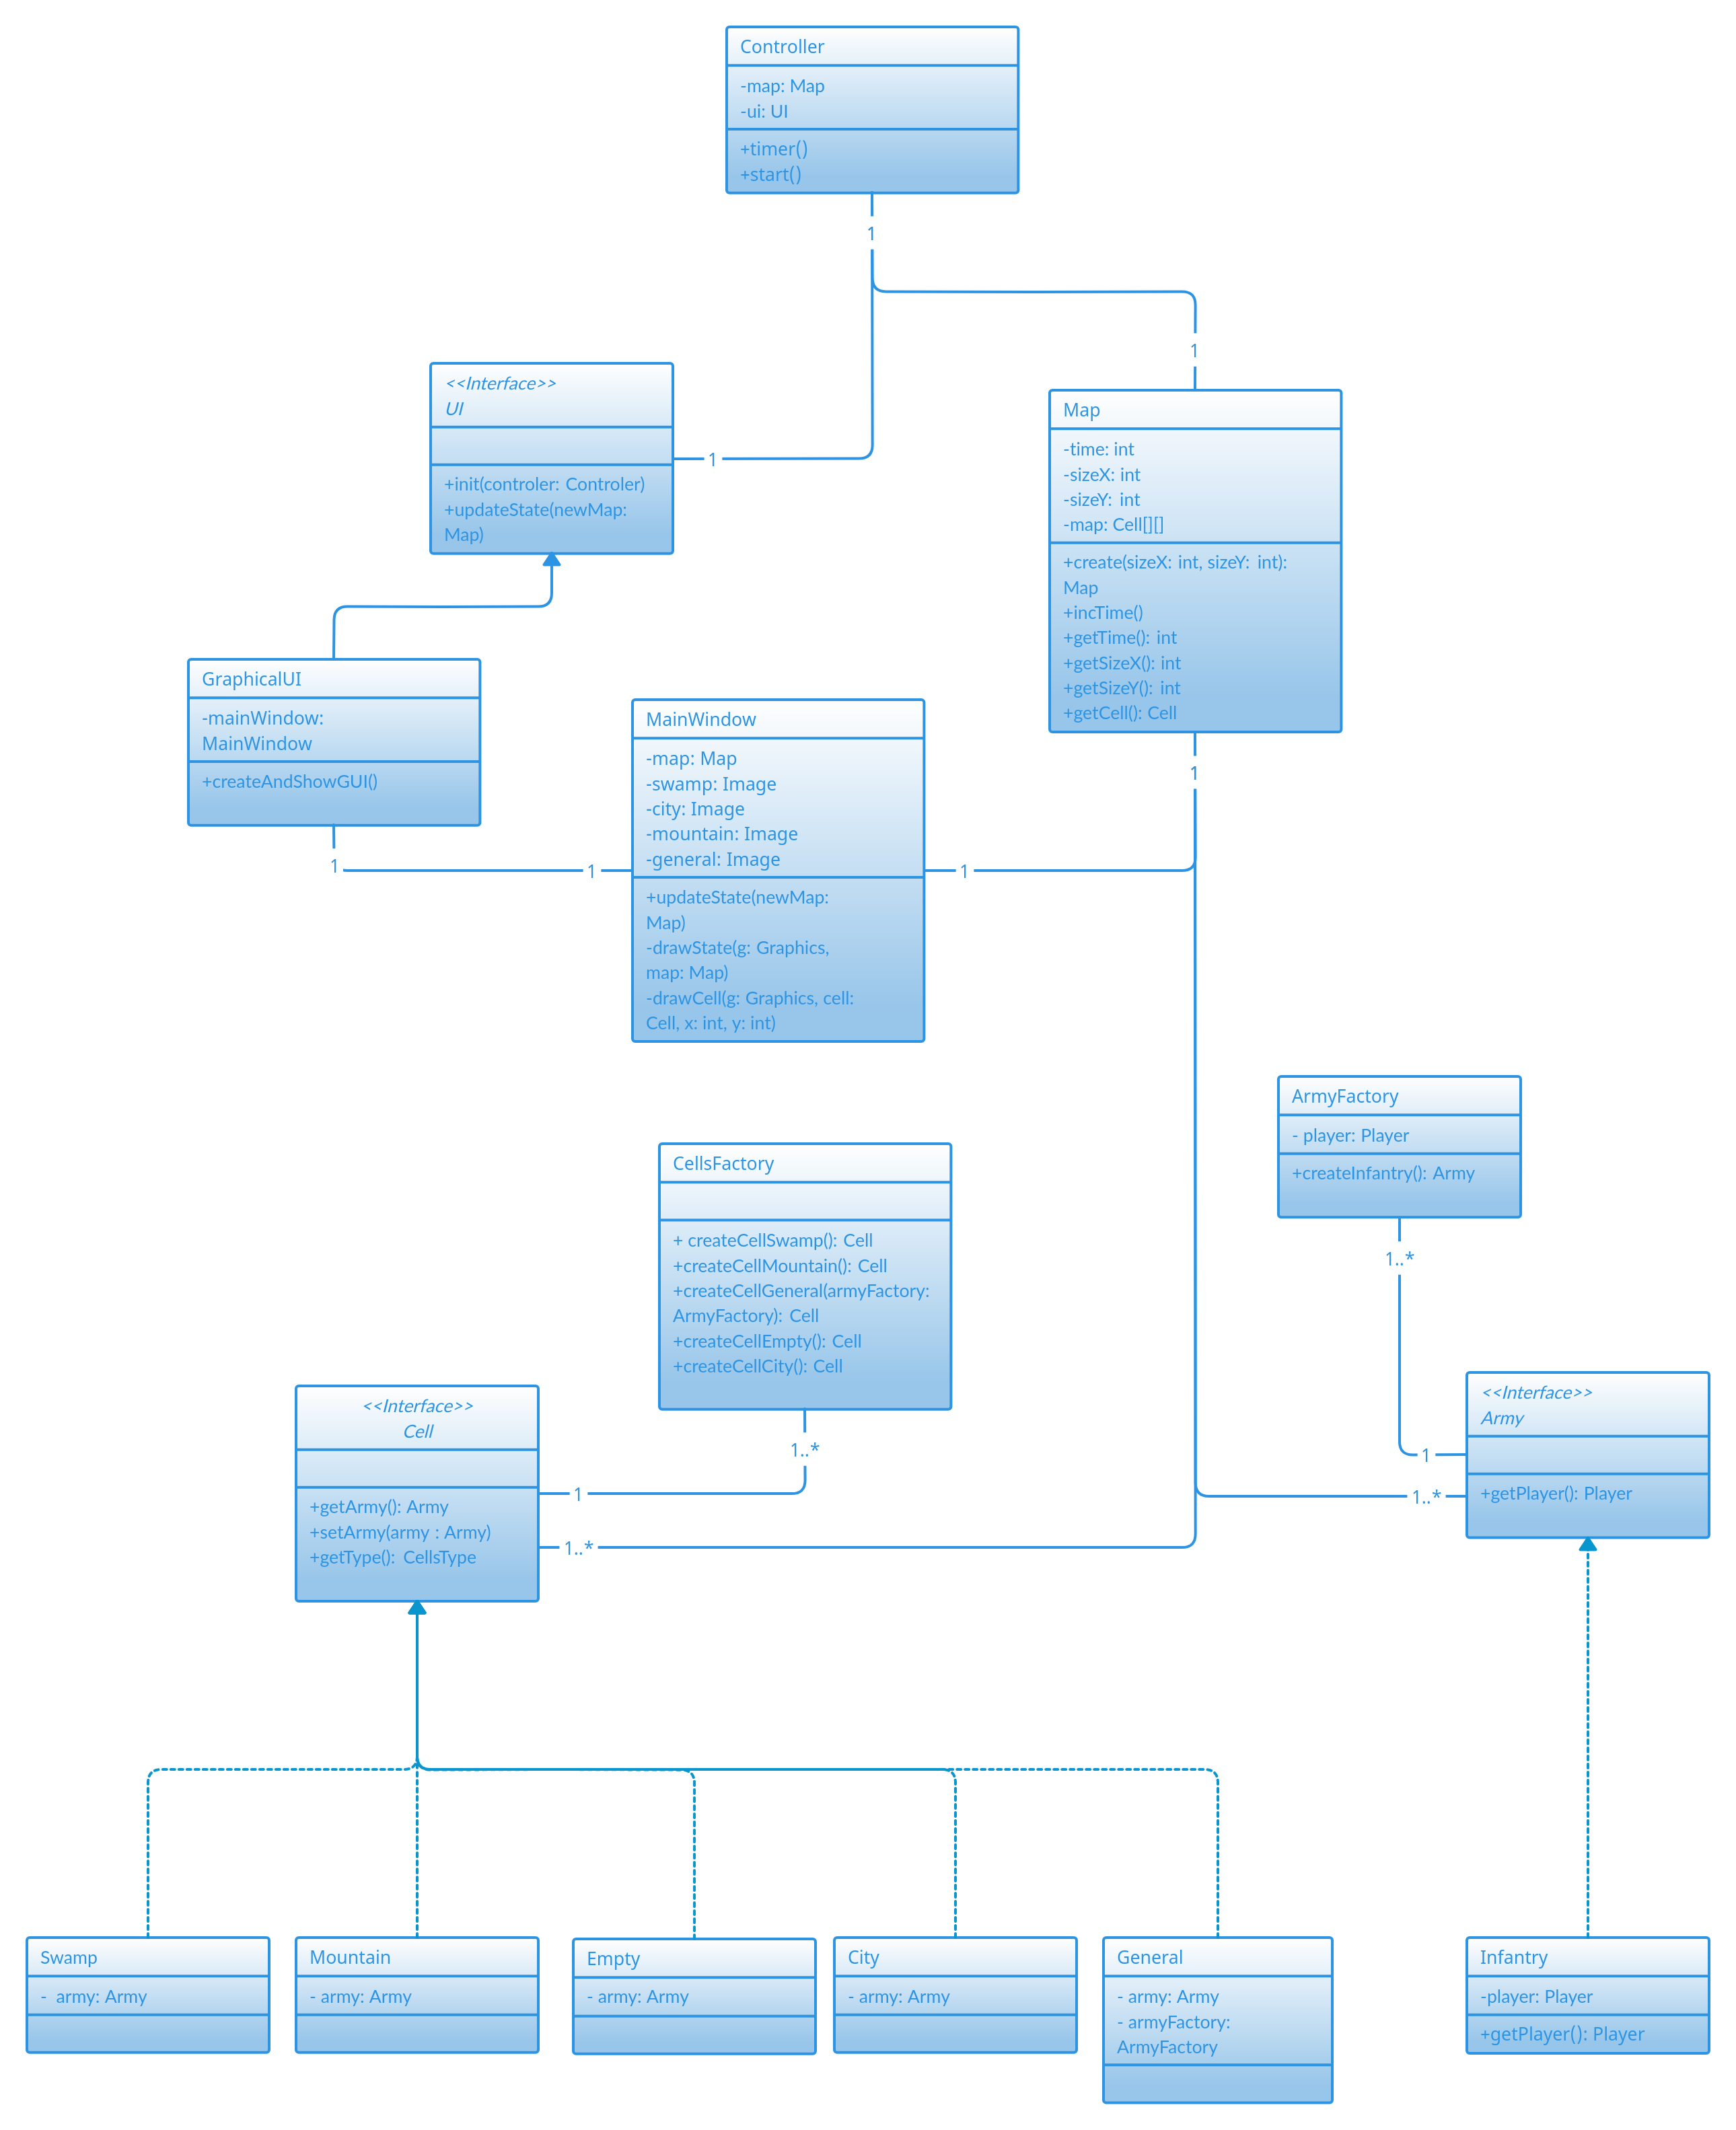 Controller
-map: Map
-ui: UI
+timer()
+start()
1
1
<<Interface>>
UI
+init(controler: Controler)
+updateState(newMap:
Map)
1
Map
-time: int
-sizeX: int
-sizeY: int
-map: Cell[][]
+create(sizeX: int, sizeY: int):
Map
+incTime()
+getTime(): int
+getSizeX(): int
+getSizeY(): int
+getCell(): Cell
1
GraphicalUI
-mainWindow:
MainWindow
+createAndShowGUI()
1
1
MainWindow
-map: Map
-swamp: Image
-city: Image
-mountain: Image
-general: Image
+updateState(newMap:
Map)
-drawState(g: Graphics,
map: Map)
-drawCell(g: Graphics, cell:
Cell, x: int, y: int)
1
ArmyFactory
- player: Player
+createInfantry(): Army
1..*
CellsFactory
+ createCellSwamp(): Cell
+createCellMountain(): Cell
+createCellGeneral(armyFactory:
ArmyFactory): Cell
+createCellEmpty(): Cell
+createCellCity(): Cell
1..*
<<Interface>>
Cell
+getArmy(): Army
+setArmy(army : Army)
+getType(): CellsType
1
1..*
<<Interface>>
Army
+getPlayer(): Player
1
1..*
Swamp
- army: Army
Mountain
- army: Army
Empty
- army: Army
City
- army: Army
General
- army: Army
- armyFactory:
ArmyFactory
Infantry
-player: Player
+getPlayer(): Player